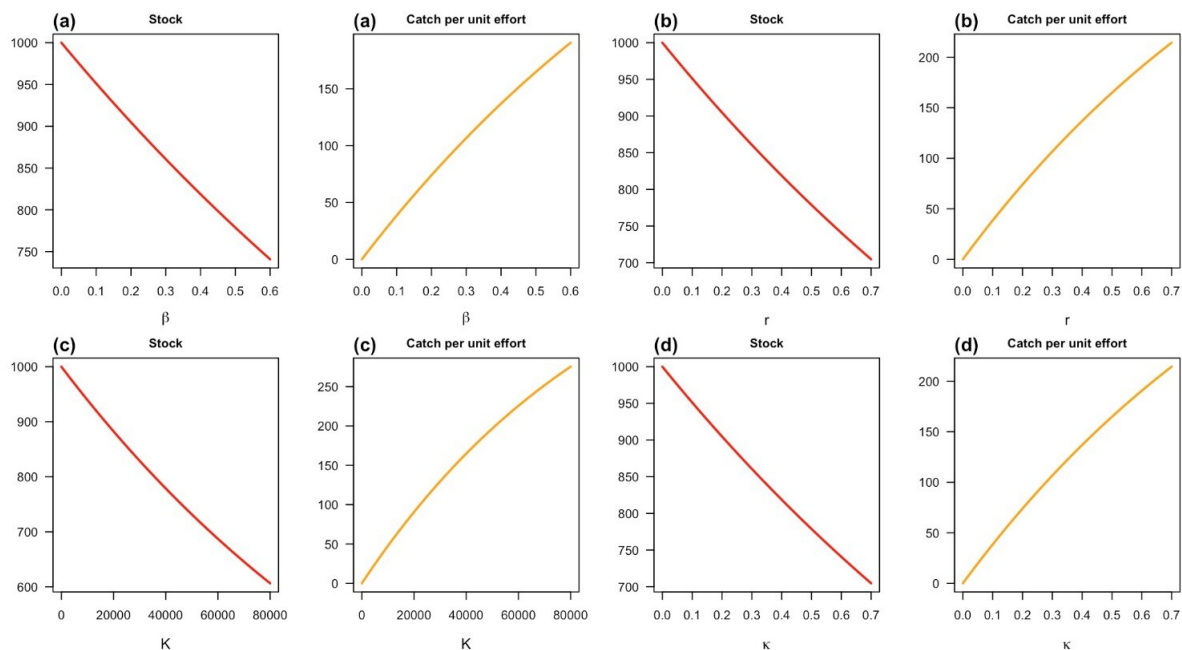 (a) Stock
1000
950
900
850
800
750
0.0 0.1 0.2 0.3 0.4 0.5 0.6
β
(a) Catch per unit effort
150
100
50
0
0.0 0.1 0.2 0.3 0.4 0.5 0.6
β
(b) Stock
1000
950
900
850
800
750
700
0.0 0.1 0.2 0.3 0.4 0.5 0.6 0.7
r
(b) Catch per unit effort
200
150
100
50
0
0.0 0.1 0.2 0.3 0.4 0.5 0.6 0.7
r
(c) Stock
1000
900
800
700
600
0 20000 40000 60000 80000
K
(c) Catch per unit effort
250
200
150
100
50
0
0 20000 40000 60000 80000
K
(d) Stock
1000
950
900
850
800
750
700
0.0 0.1 0.2 0.3 0.4 0.5 0.6 0.7
κ
(d) Catch per unit effort
200
150
100
50
0
0.0 0.1 0.2 0.3 0.4 0.5 0.6 0.7
κ